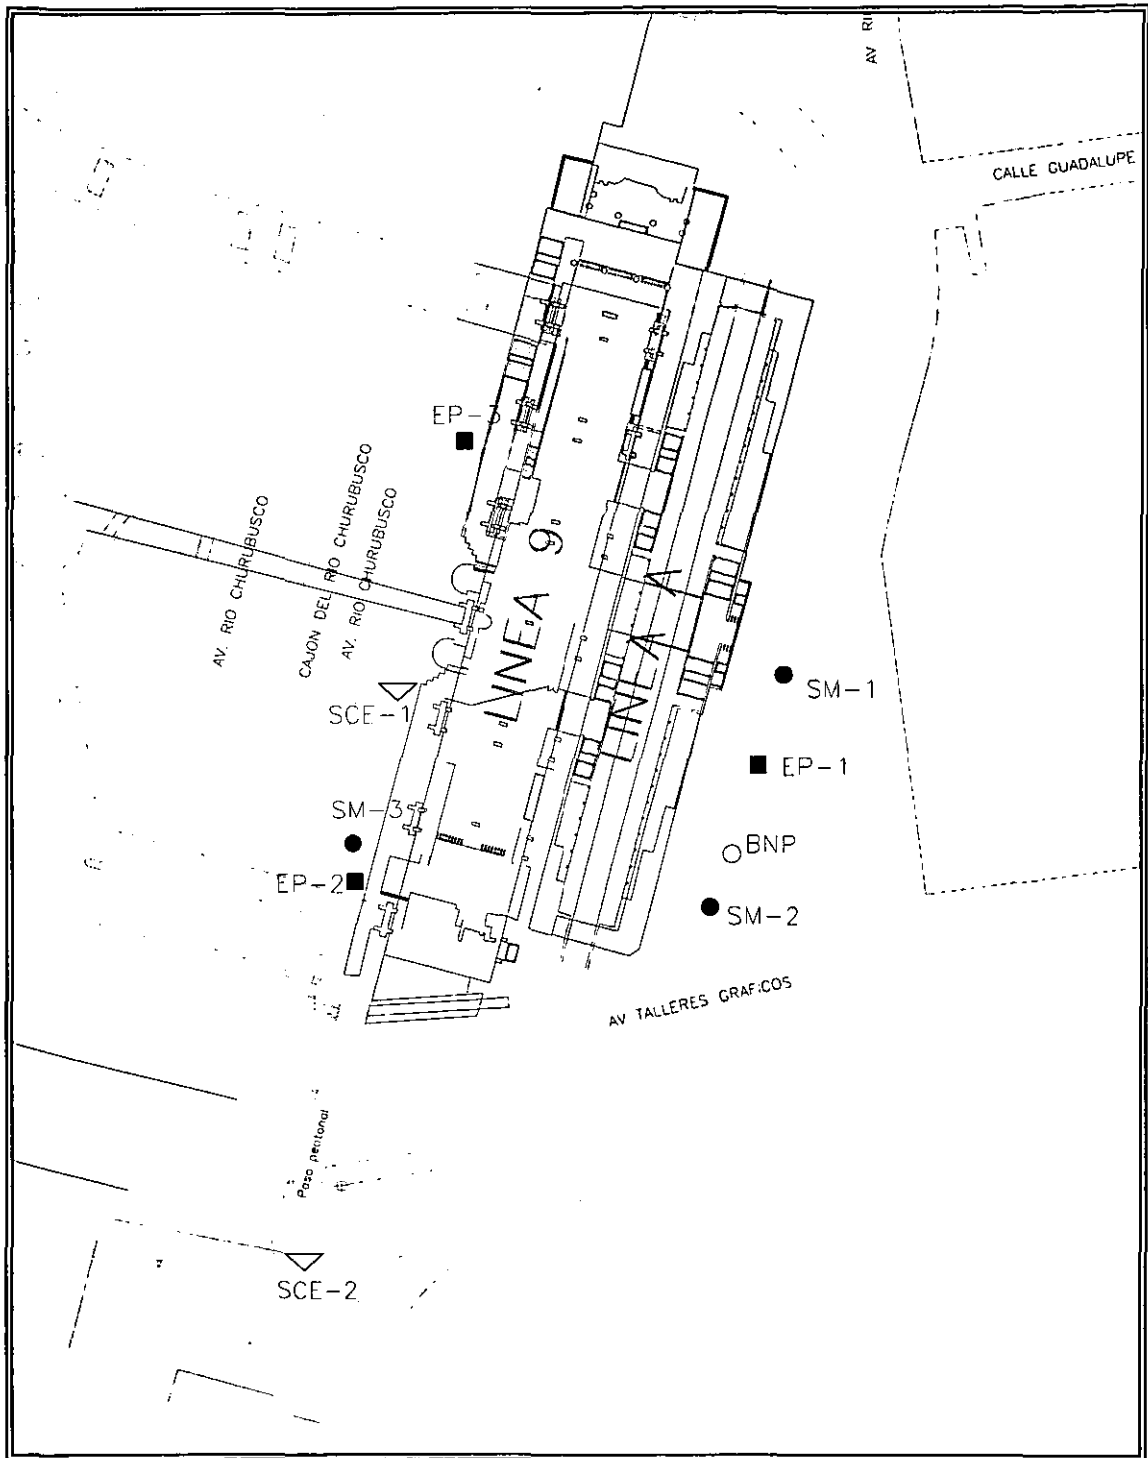 AV RI
CALLE GUADALUPE
EP-3
AV. RIO CHURUBUSCO
CAJON DEL RIO CHURUBUSCO
AV. RIO CHURUBUSCO
LINEA 9
LINEA A
SM-1
SCE-1
EP-1
SM-3
BNP
EP-2
SM-2
AV TALLERES GRAFICOS
Paso peatonal
SCE-2